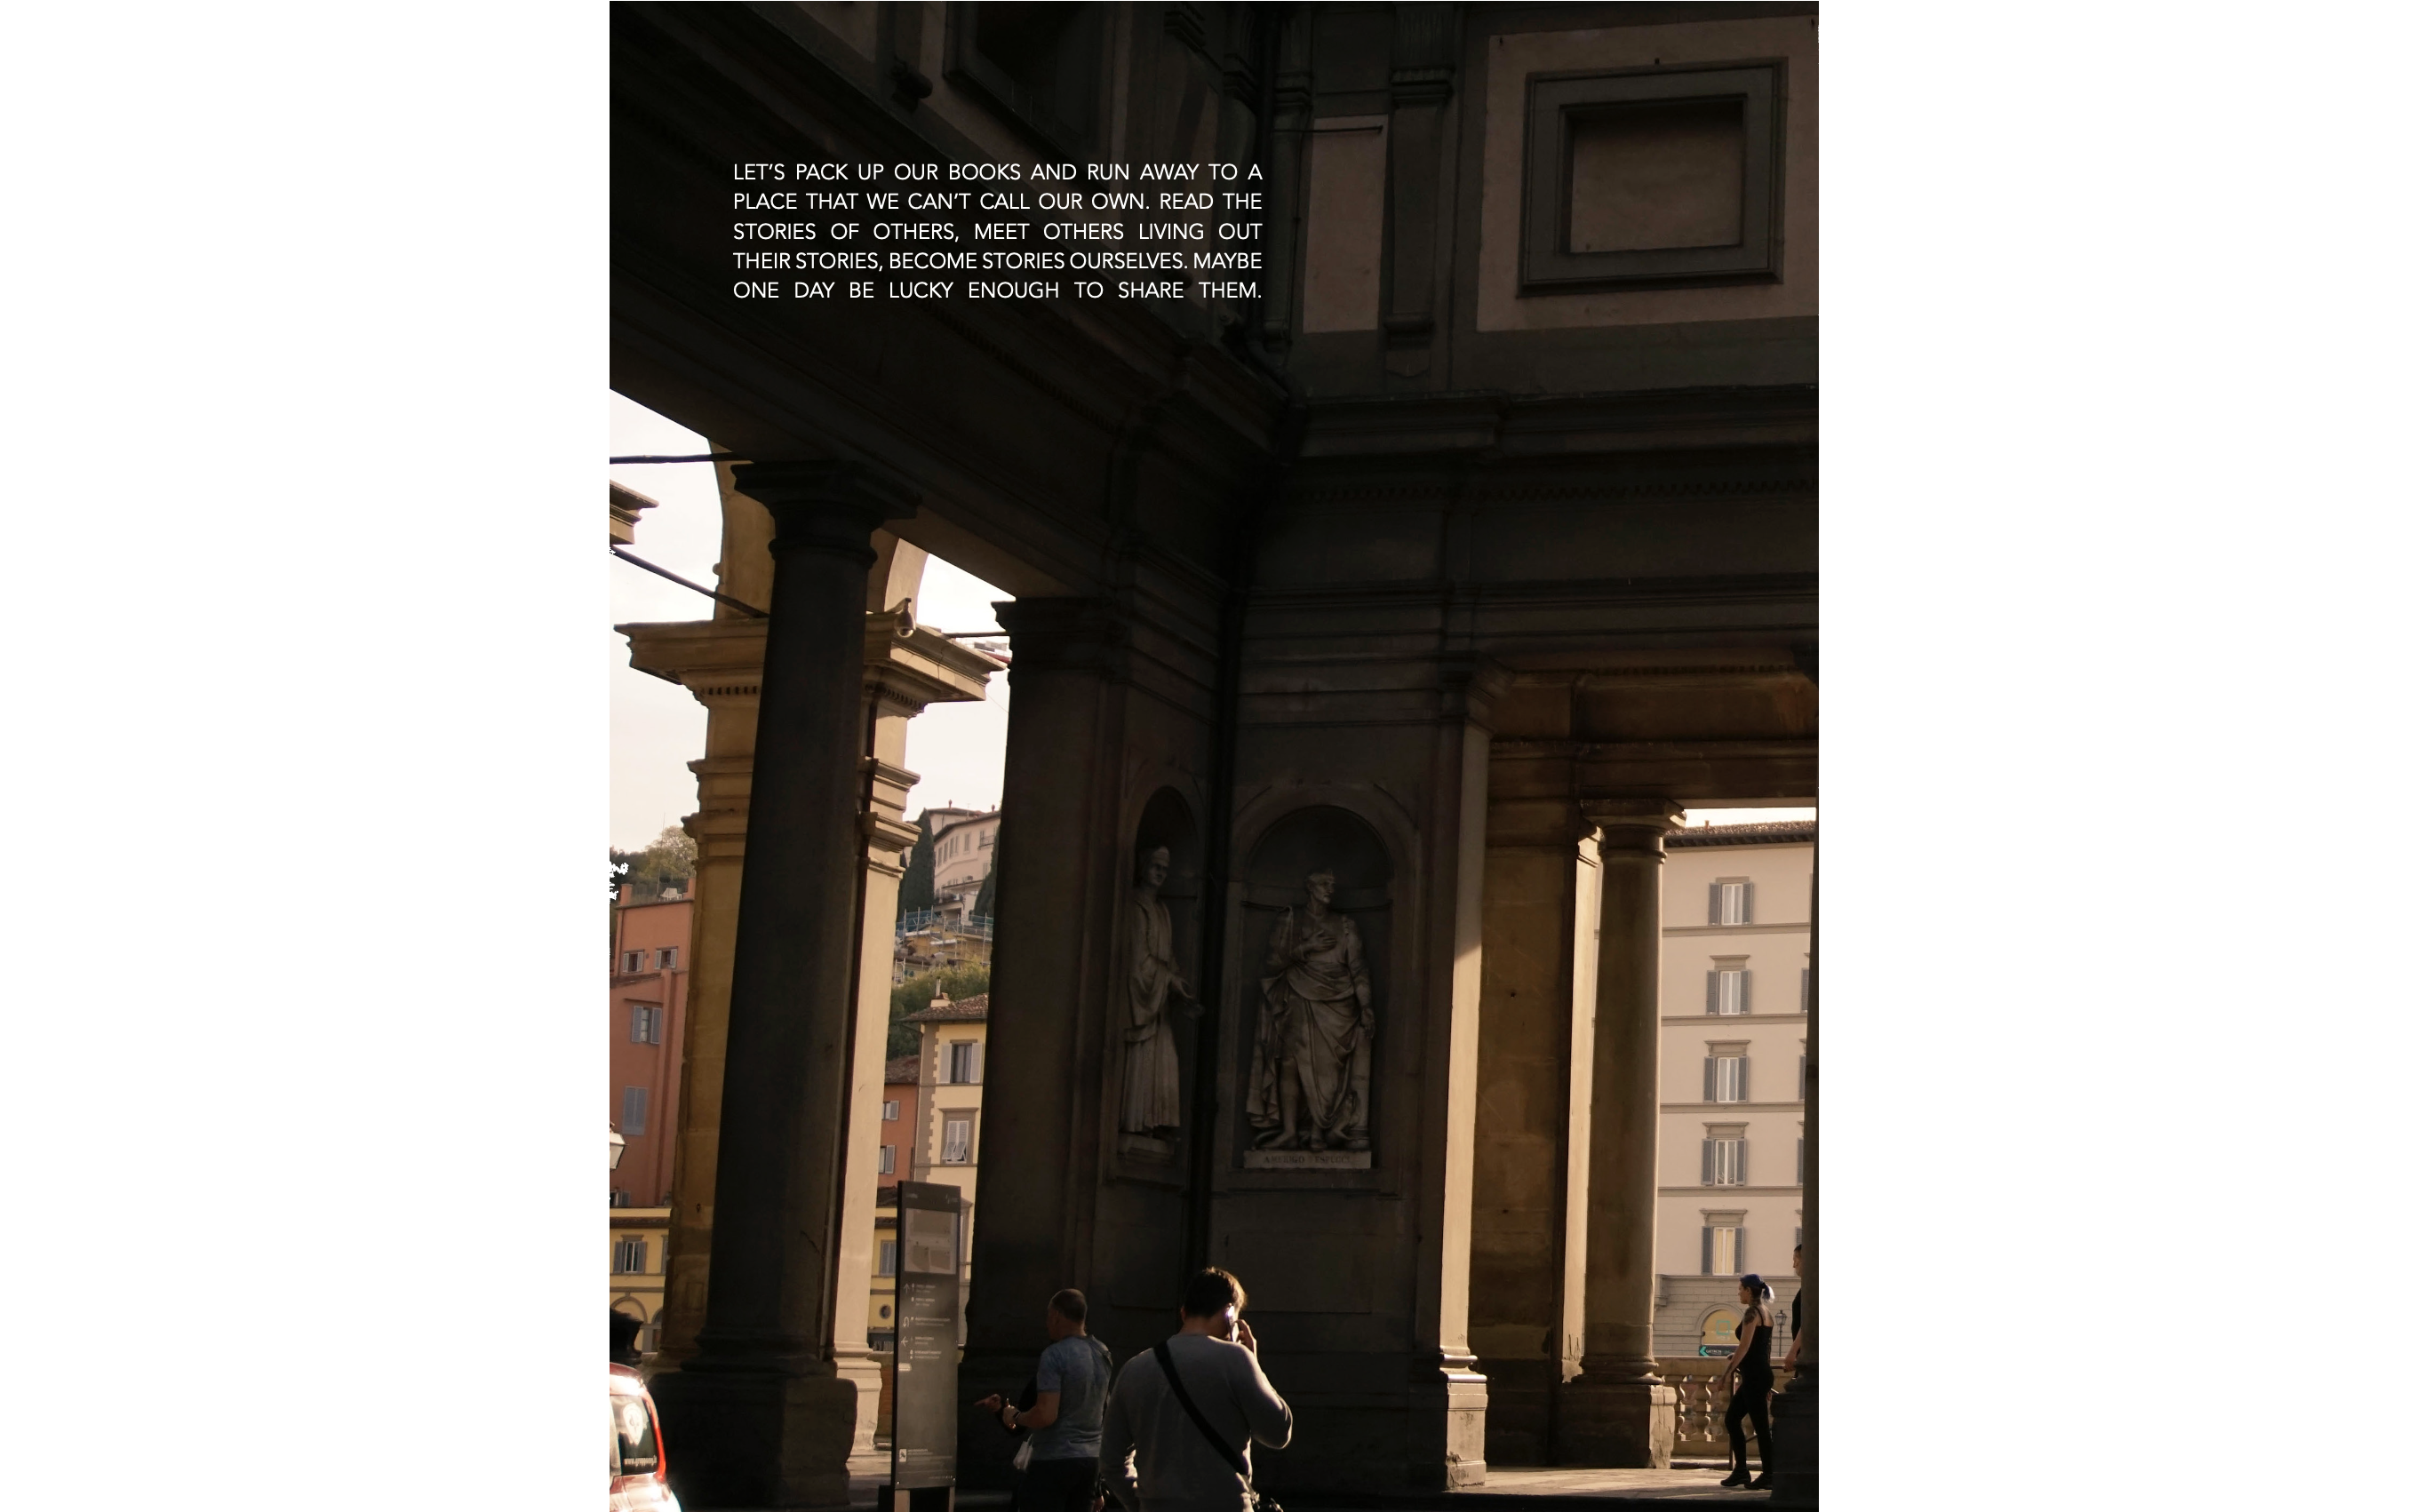 LET’S PACK UP OUR BOOKS AND RUN AWAY TO A
PLACE THAT WE CAN’T CALL OUR OWN. READ THE
STORIES OF OTHERS, MEET OTHERS LIVING OUT
THEIR STORIES, BECOME STORIES OURSELVES. MAYBE
ONE DAY BE LUCKY ENOUGH TO SHARE THEM.